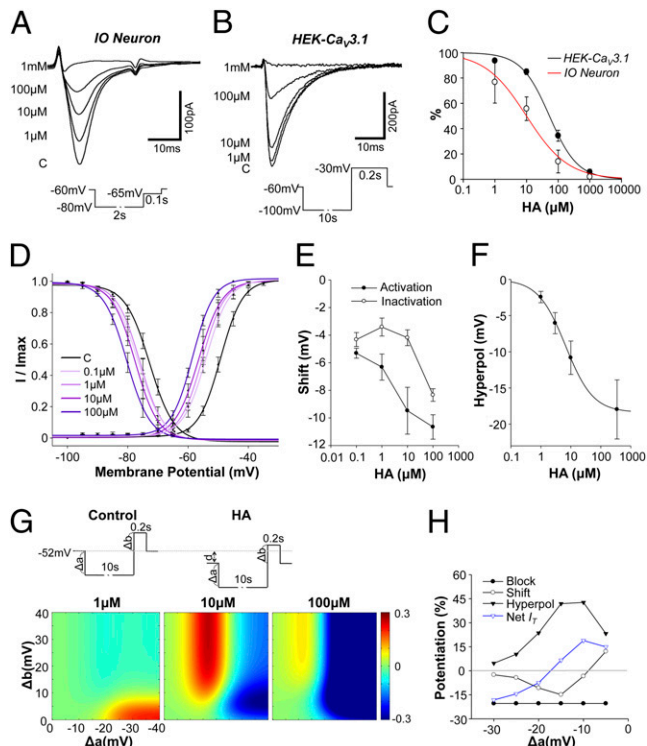 A
IO Neuron
1mM
100µM
10µM
1µM
C
100pA
10ms
-60mV
-65mV
0.1s
-80mV
2s
B
HEK-CaV3.1
1mM
100µM
10µM
1µM
C
200pA
10ms
-30mV
0.2s
-60mV
-100mV
10s
C
HEK-CaV3.1
IO Neuron
100
80
60
40
20
0
%
0.1 1 10 100 1000 10000
HA (µM)
D
1.0
0.8
0.6
0.4
0.2
0
I / Imax
C
0.1µM
1µM
10µM
100µM
-100 -80 -60 -40
Membrane Potential (mV)
E
Activation
Inactivation
0
-2
-4
-6
-8
-10
-12
Shift (mV)
0.01 0.1 1 10 100 1000
HA (µM)
F
0
-5
-10
-15
-20
Hyperpol (mV)
0.1 1 10 100 1000
HA (µM)
G
Control
HA
0.2s
Δb
-52mV
Δa
10s
0.2s
Δb
d
Δa
10s
1µM
10µM
100µM
40
30
20
10
0
Δb(mV)
0 -10 -20 -30 -40
Δa(mV)
0.3
0
-0.3
H
Block
Shift
Hyperpol
Net IT
60
45
30
15
0
-15
-30
Potentiation (%)
-30 -20 -10 0
Δa(mV)